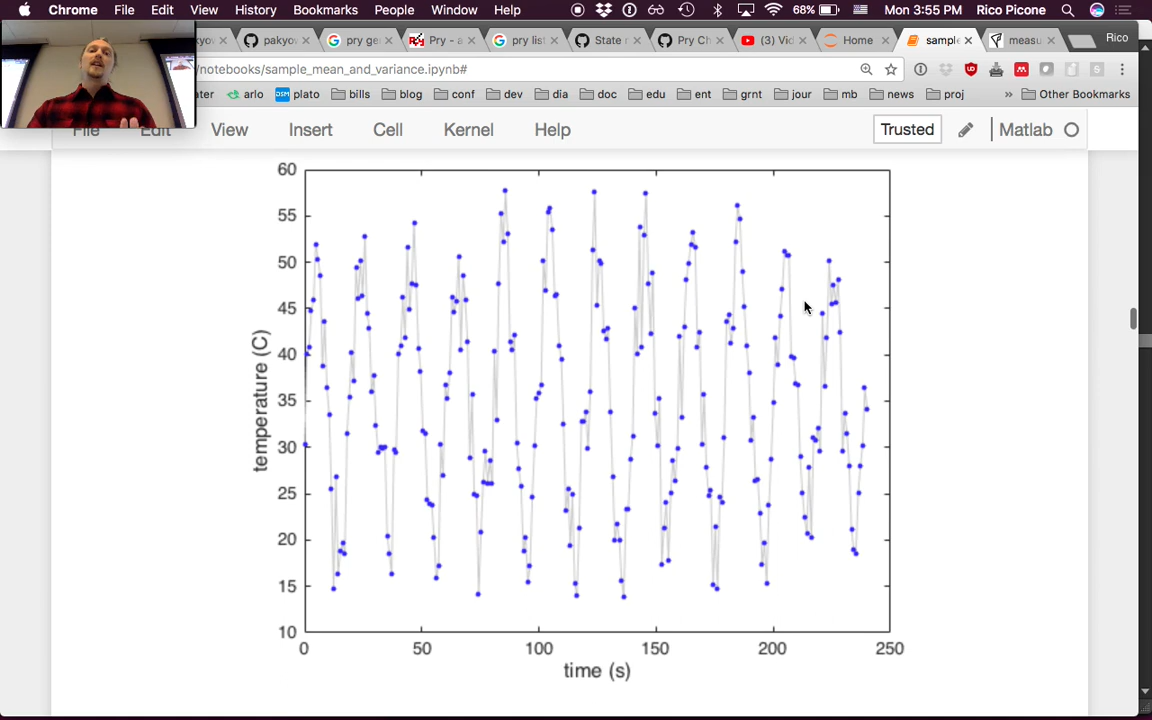 Chrome File Edit View History Bookmarks People Window Help 68% Mon 3:55 PM Rico Picone
pakyov pry ge Pry - a pry list State m Pry Ch (3) Vid Home sampl measu Rico
/notebooks/sample_mean_and_variance.ipynb#
ater arlo plato bills blog conf dev dia doc edu ent grnt jour mb news proj » Other Bookmarks
File Edit View Insert Cell Kernel Help Trusted Matlab
60
55
50
45
40
35
30
25
20
15
10
temperature (C)
0 50 100 150 200 250
time (s)